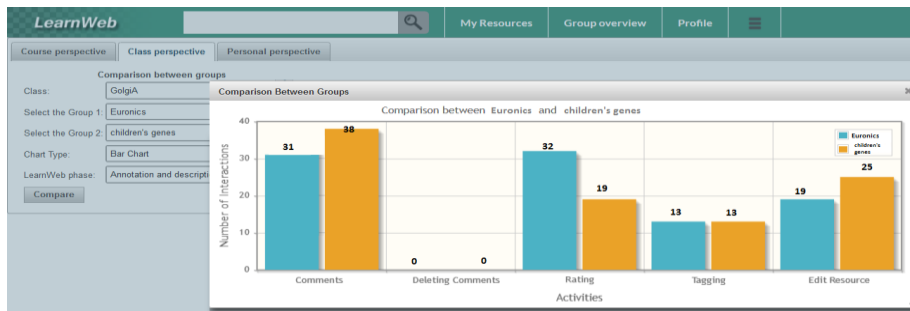 LearnWeb
My Resources
Group overview
Profile
Course perspective
Class perspective
Personal perspective
Comparison between groups
Class:
GolgiA
Select the Group 1:
Euronics
Select the Group 2:
children's genes
Chart Type:
Bar Chart
LearnWeb phase:
Annotation and descripti
Compare
Comparison Between Groups
Comparison between Euronics and children's genes
Number of Interactions
40
30
20
10
0
31
38
0
0
32
19
13
13
19
25
Euronics
children's
genes
Comments
Deleting Comments
Rating
Tagging
Edit Resource
Activities